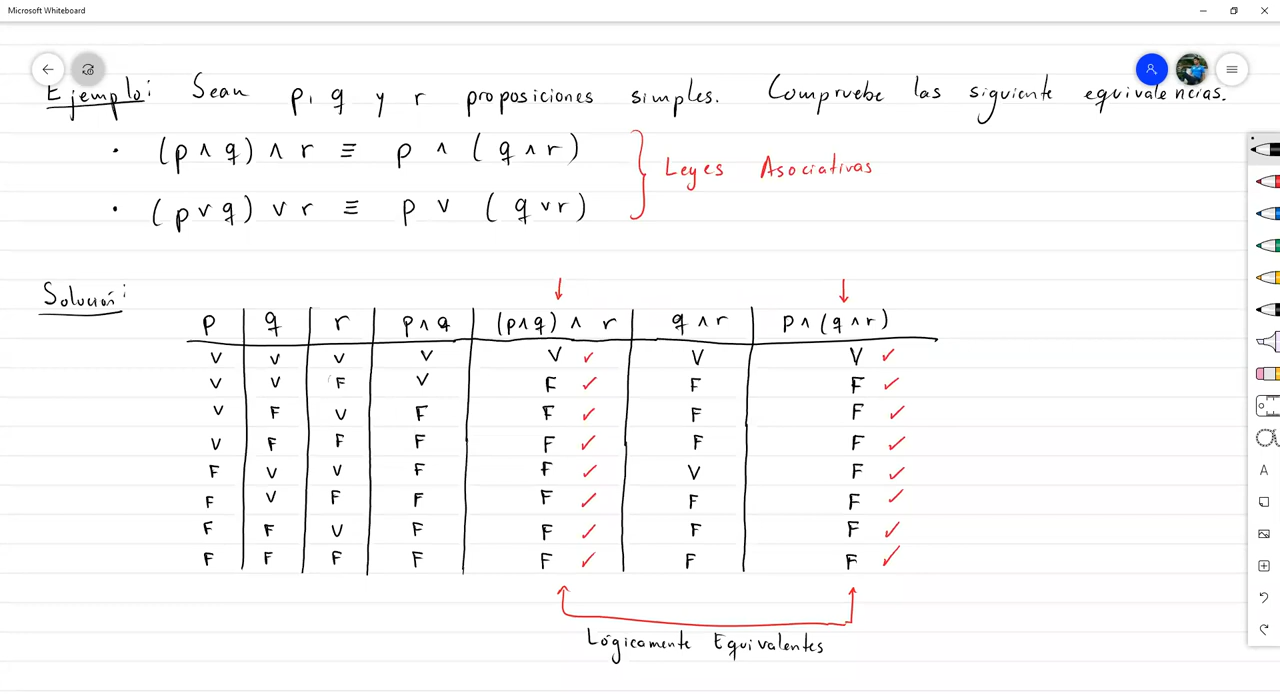 Microsoft Whiteboard
Ejemplo: Sean p, q y r proposiciones simples. Compruebe las siguiente equivalencias.
· (p ∧ q) ∧ r ≡ p ∧ (q ∧ r)
Leyes Asociativas
· (p ∨ q) ∨ r ≡ p ∨ (q ∨ r)
Solución:
p q r p ∧ q (p ∧ q) ∧ r q ∧ r p ∧ (q ∧ r)
V V V V V ✓ V V ✓
V V F V F ✓ F F ✓
V F V F F ✓ F F ✓
V F F F F ✓ F F ✓
F V V F F ✓ V F ✓
F V F F F ✓ F F ✓
F F V F F ✓ F F ✓
F F F F F ✓ F F ✓
Lógicamente Equivalentes
A